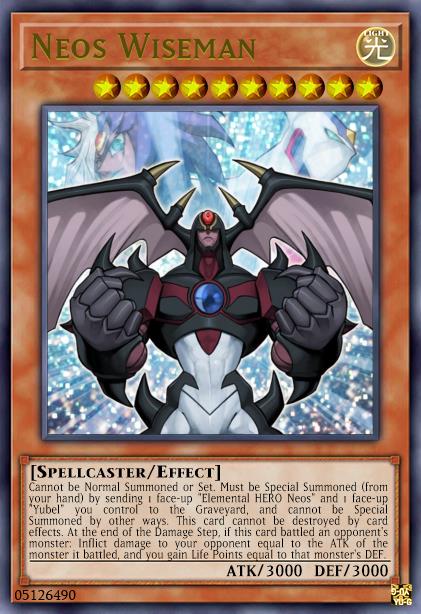 Neos Wiseman
LIGHT
光
[Spellcaster/Effect]
Cannot be Normal Summoned or Set. Must be Special Summoned (from
your hand) by sending 1 face-up "Elemental HERO Neos" and 1 face-up
"Yubel" you control to the Graveyard, and cannot be Special
Summoned by other ways. This card cannot be destroyed by card
effects. At the end of the Damage Step, if this card battled an opponent's
monster: Inflict damage to your opponent equal to the ATK of the
monster it battled, and you gain Life Points equal to that monster's DEF.
ATK/3000 DEF/3000
05126490